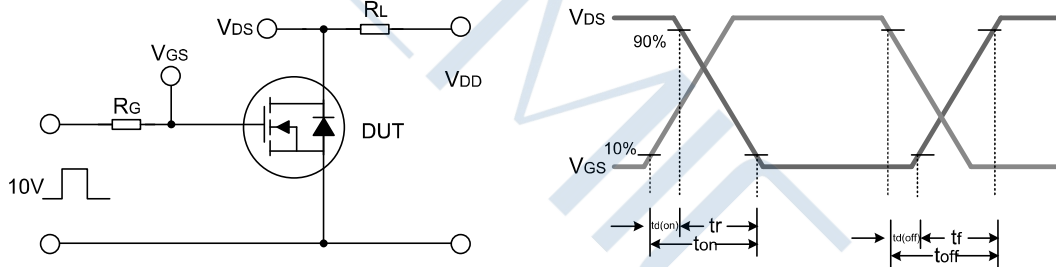 VDS
RL
VGS
VDD
RG
DUT
10V
VDS
90%
10%
VGS
td(on)
tr
ton
td(off)
tf
toff